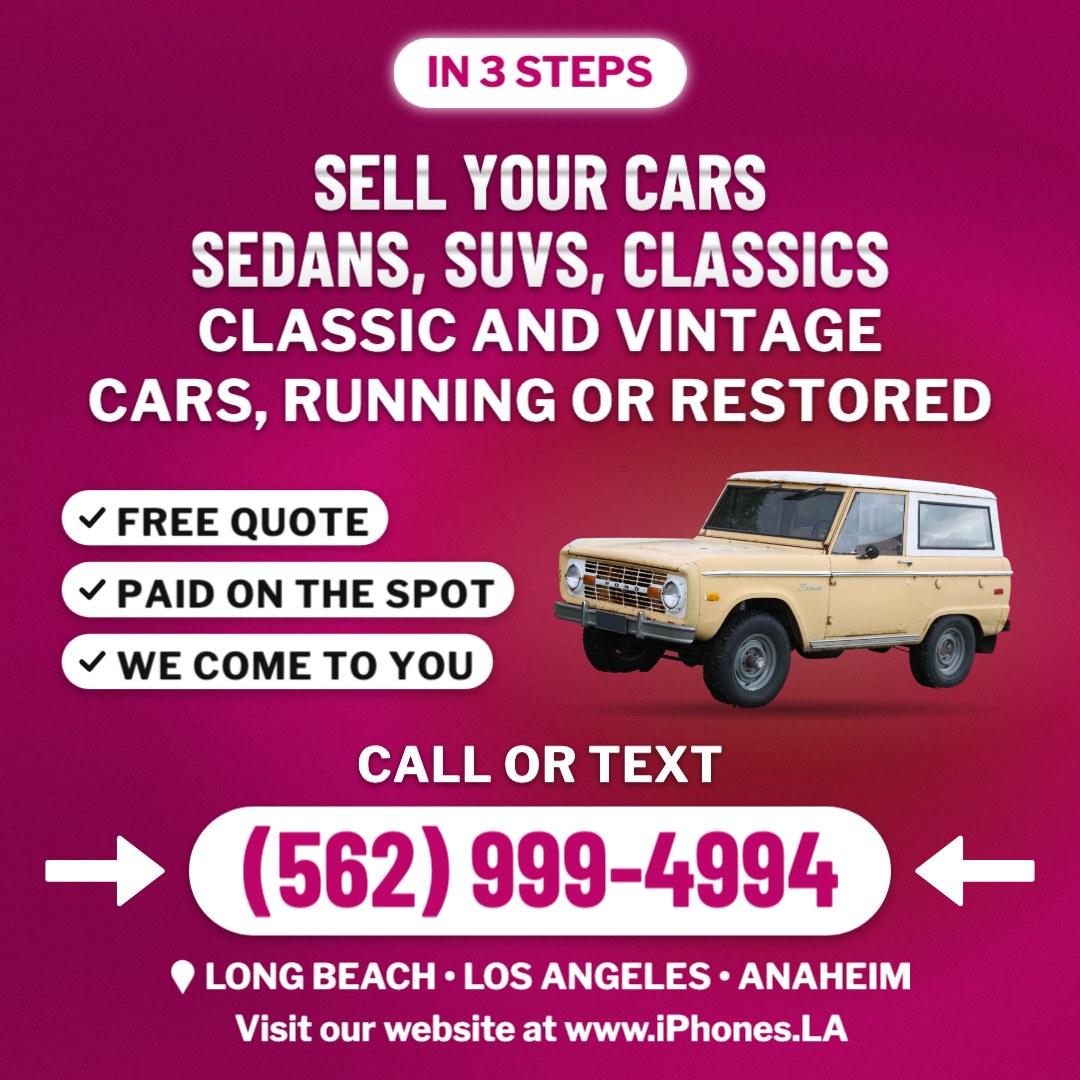 IN 3 STEPS
SELL YOUR CARS
SEDANS, SUVS, CLASSICS
CLASSIC AND VINTAGE
CARS, RUNNING OR RESTORED
FREE QUOTE
PAID ON THE SPOT
WE COME TO YOU
FORD
CALL OR TEXT
(562) 999-4994
LONG BEACH • LOS ANGELES • ANAHEIM
Visit our website at www.iPhones.LA